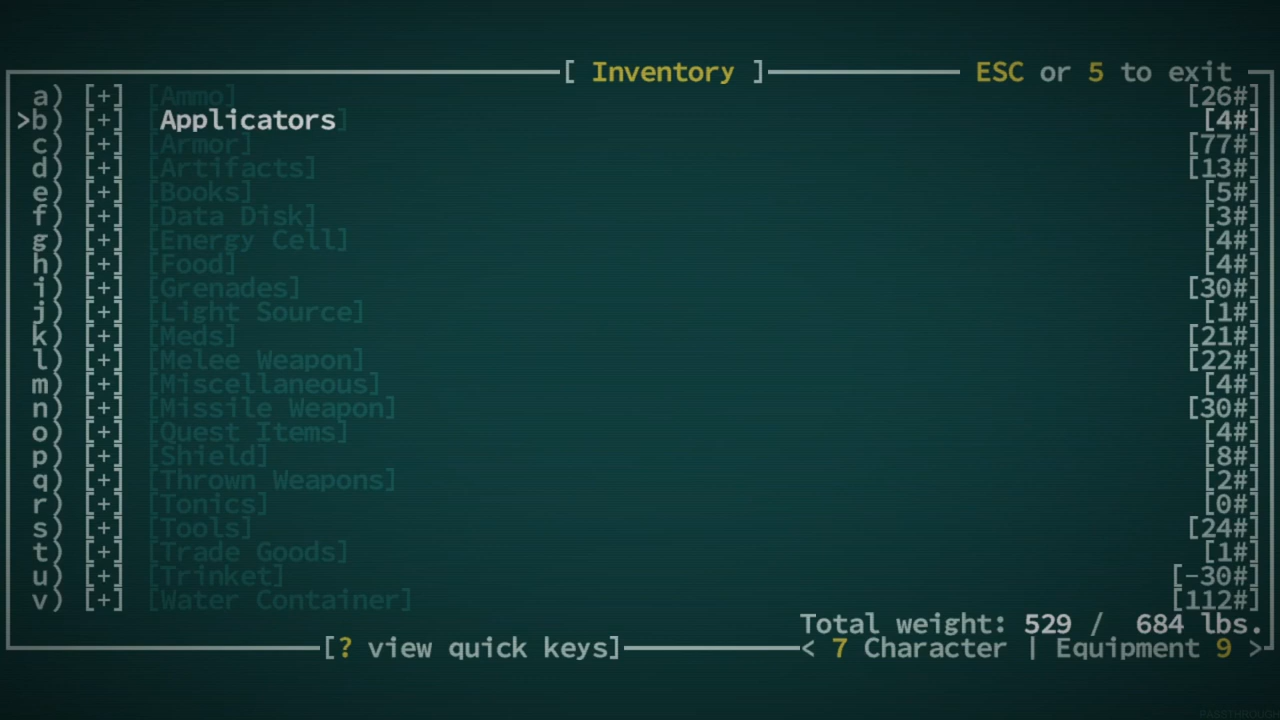 [ Inventory ] ESC or 5 to exit
a) [+] [Ammo] [26#]
>b) [+] Applicators] [4#]
c) [+] [Armor] [77#]
d) [+] [Artifacts] [13#]
e) [+] [Books] [5#]
f) [+] [Data Disk] [3#]
g) [+] [Energy Cell] [4#]
h) [+] [Food] [4#]
i) [+] [Grenades] [30#]
j) [+] [Light Source] [1#]
k) [+] [Meds] [21#]
l) [+] [Melee Weapon] [22#]
m) [+] [Miscellaneous] [4#]
n) [+] [Missile Weapon] [30#]
o) [+] [Quest Items] [4#]
p) [+] [Shield] [8#]
q) [+] [Thrown Weapons] [2#]
r) [+] [Tonics] [0#]
s) [+] [Tools] [24#]
t) [+] [Trade Goods] [1#]
u) [+] [Trinket] [-30#]
v) [+] [Water Container] [112#]
Total weight: 529 / 684 lbs.
[? view quick keys] < 7 Character | Equipment 9 >